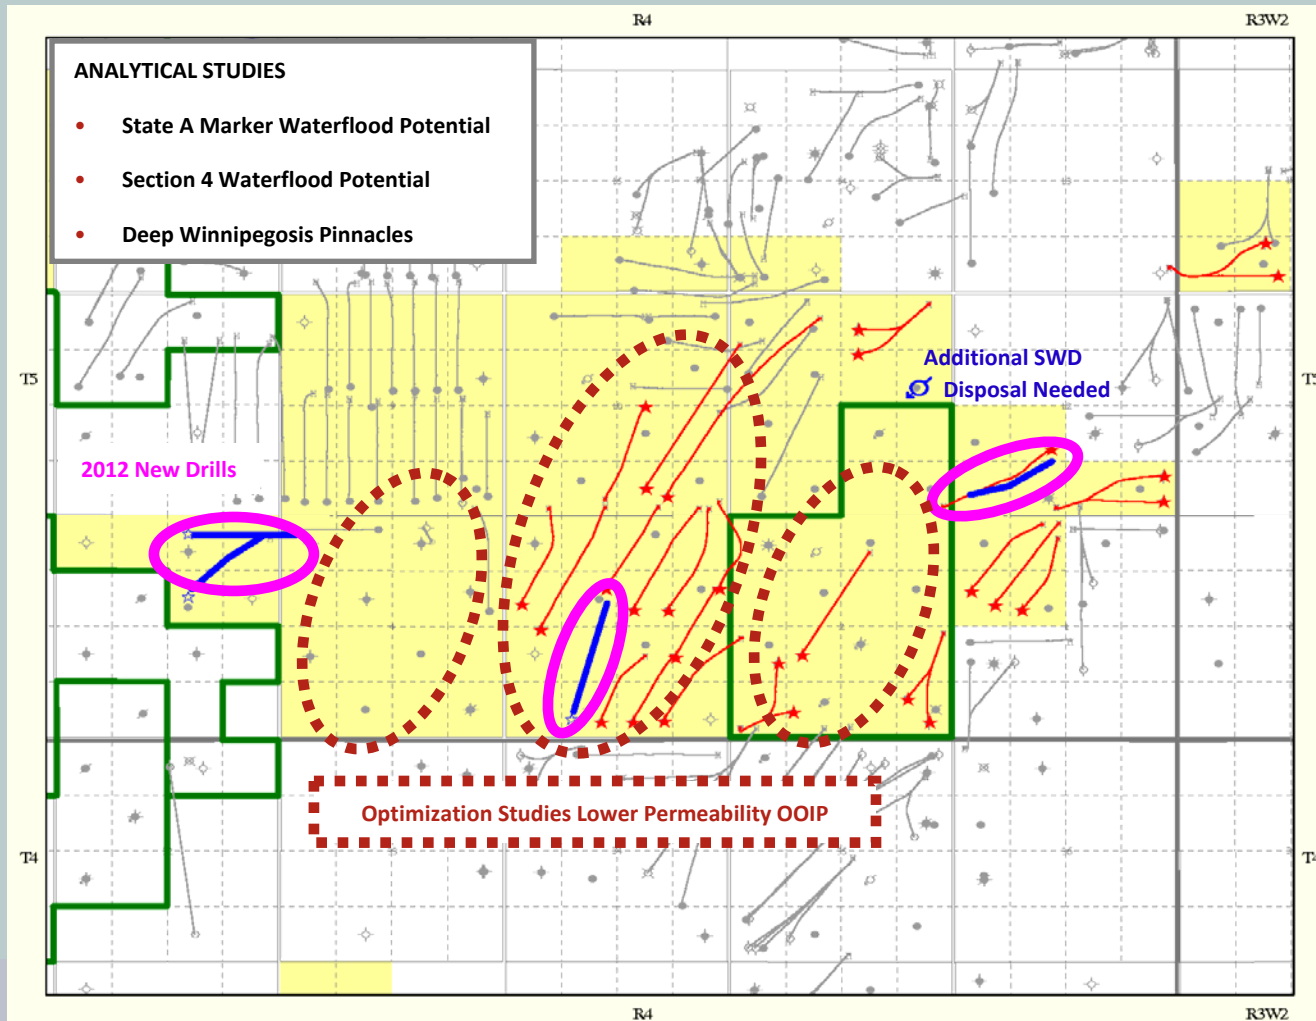 R4
R3W2
ANALYTICAL STUDIES
• State A Marker Waterflood Potential
• Section 4 Waterflood Potential
• Deep Winnipegosis Pinnacles
T5
T5
Additional SWD
Disposal Needed
2012 New Drills
Optimization Studies Lower Permeability OOIP
T4
T4
R4
R3W2